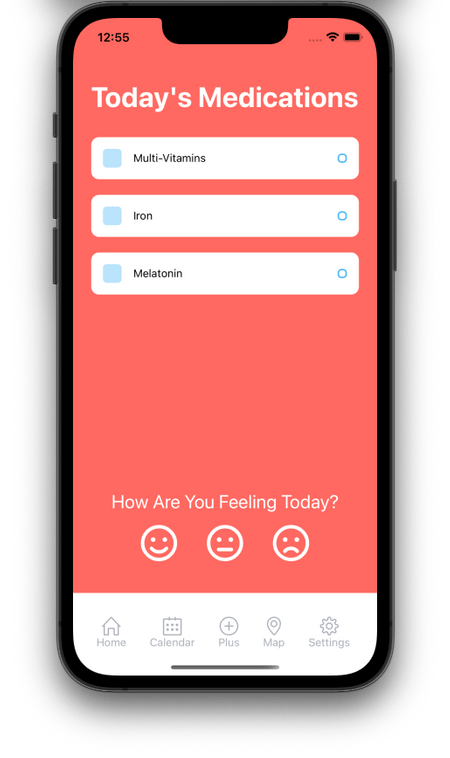 12:55
Today's Medications
Multi-Vitamins
Iron
Melatonin
How Are You Feeling Today?
Home Calendar Plus Map Settings